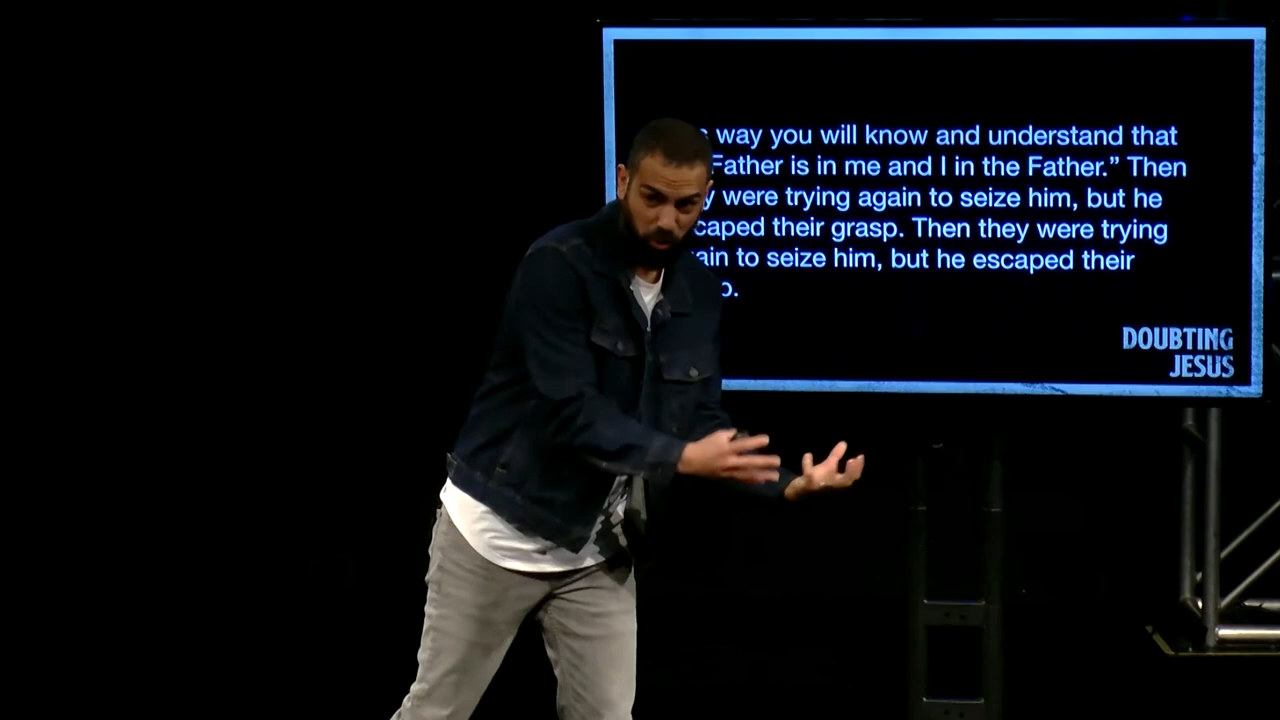 way you will know and understand that
Father is in me and I in the Father.” Then
were trying again to seize him, but he
caped their grasp. Then they were trying
ain to seize him, but he escaped their
DOUBTING
JESUS